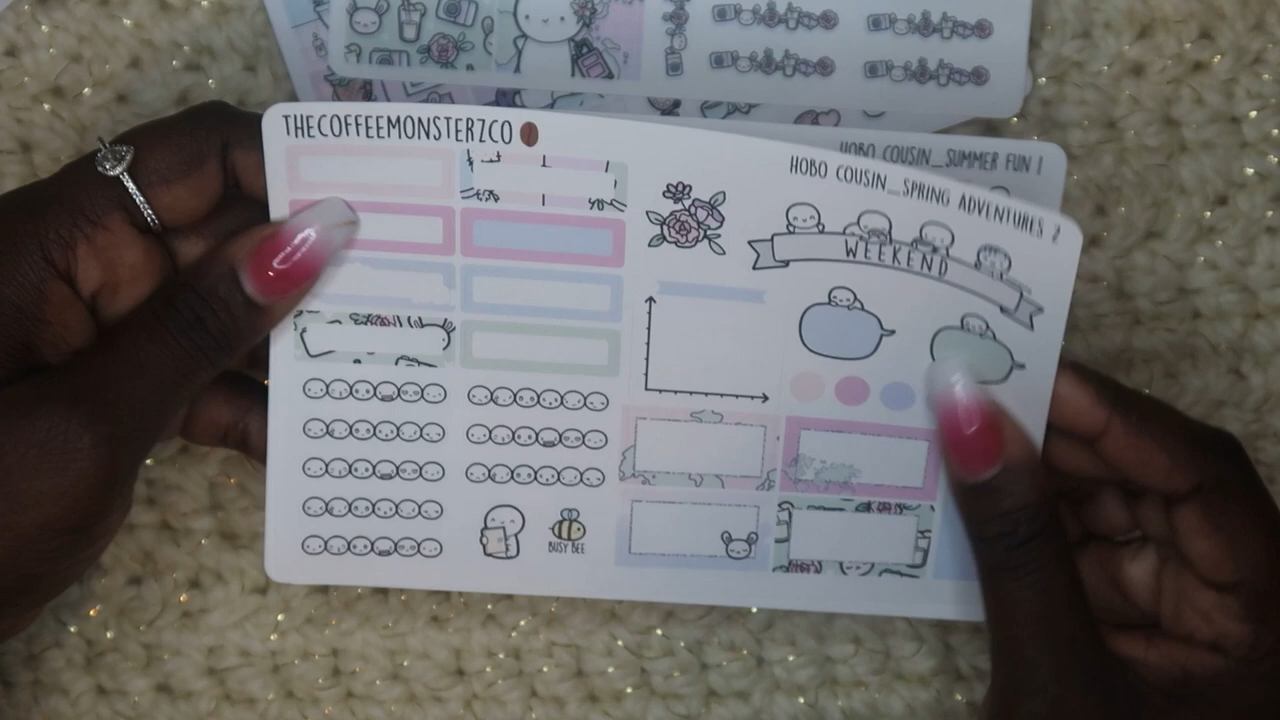 THECOFFEEMONSTERZCO
HOBO COUSIN_SUMMER FUN 1
HOBO COUSIN_SPRING ADVENTURES 2
WEEKEND
BUSY BEE